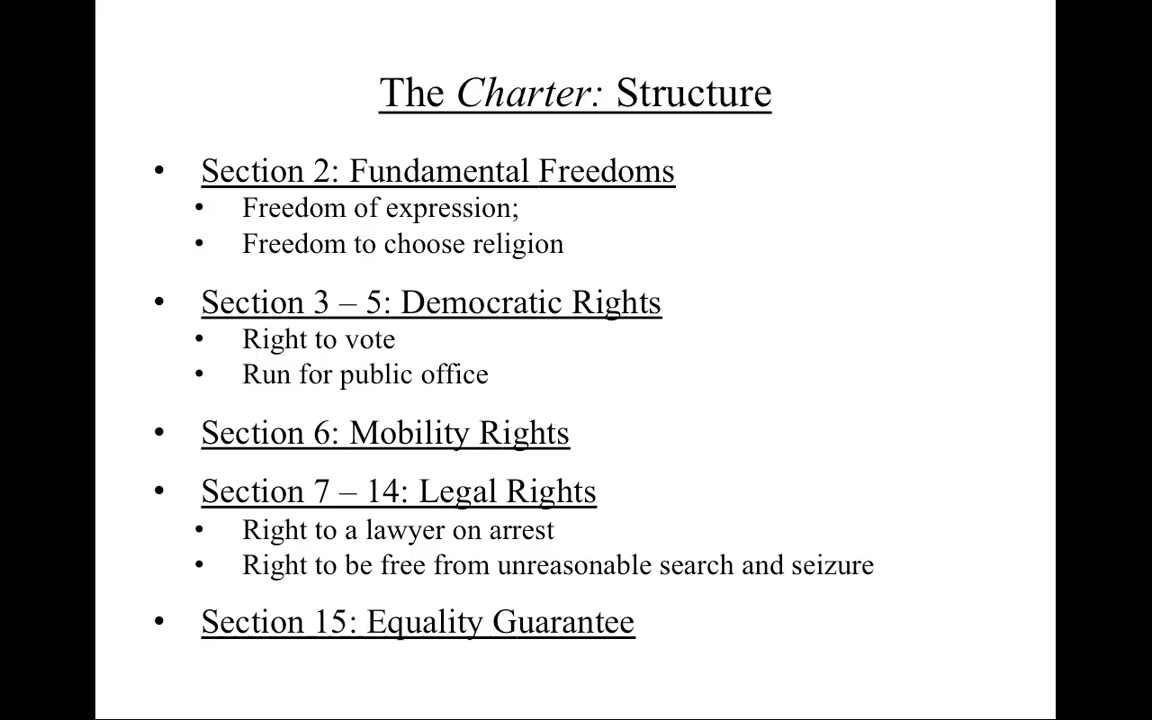 The Charter: Structure
• Section 2: Fundamental Freedoms
• Freedom of expression;
• Freedom to choose religion
• Section 3 – 5: Democratic Rights
• Right to vote
• Run for public office
• Section 6: Mobility Rights
• Section 7 – 14: Legal Rights
• Right to a lawyer on arrest
• Right to be free from unreasonable search and seizure
• Section 15: Equality Guarantee